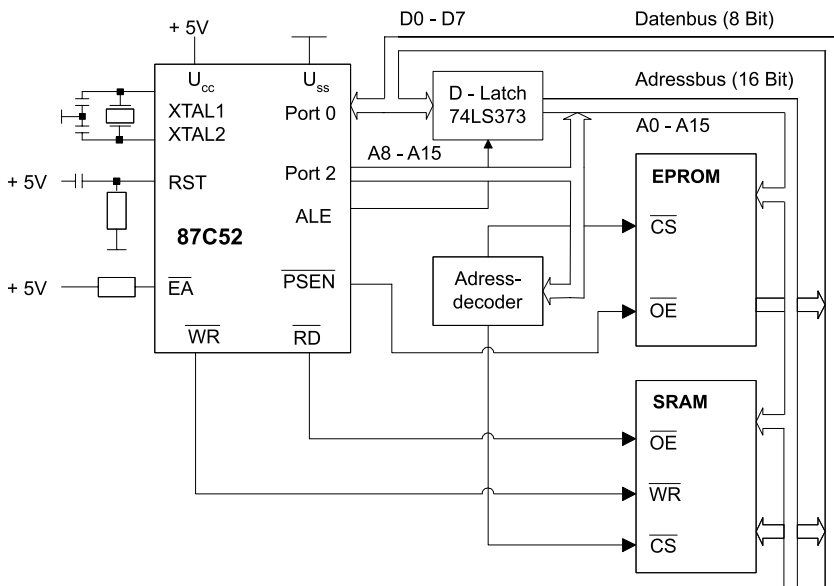 + 5V
D0 - D7
Datenbus (8 Bit)
Ucc
Uss
XTAL1
XTAL2
Port 0
D - Latch
74LS373
Adressbus (16 Bit)
A0 - A15
A8 - A15
+ 5V
RST
Port 2
ALE
87C52
EPROM
CS
+ 5V
EA
PSEN
Adress-
decoder
OE
WR
RD
SRAM
OE
WR
CS